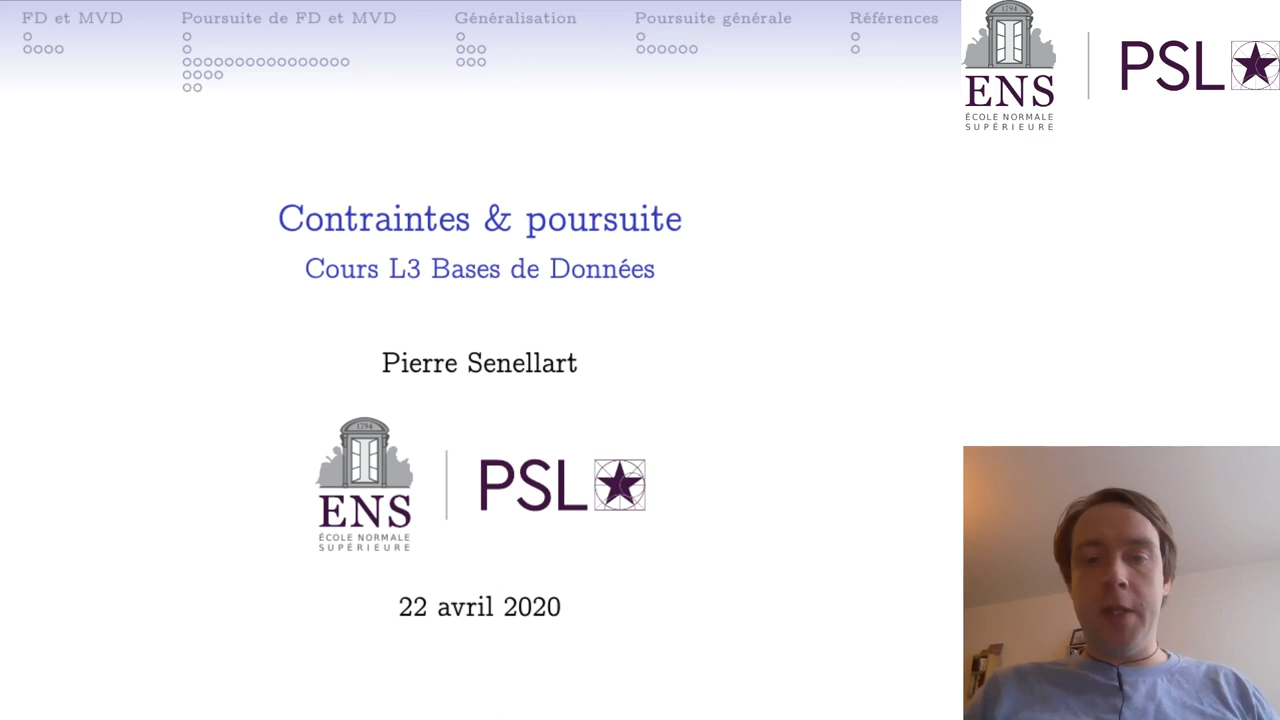 FD et MVD
Poursuite de FD et MVD
Généralisation
Poursuite générale
Références
1794
ENS
ÉCOLE NORMALE
SUPÉRIEURE
PSL
Contraintes & poursuite
Cours L3 Bases de Données
Pierre Senellart
1794
ENS
ÉCOLE NORMALE
SUPÉRIEURE
PSL
22 avril 2020